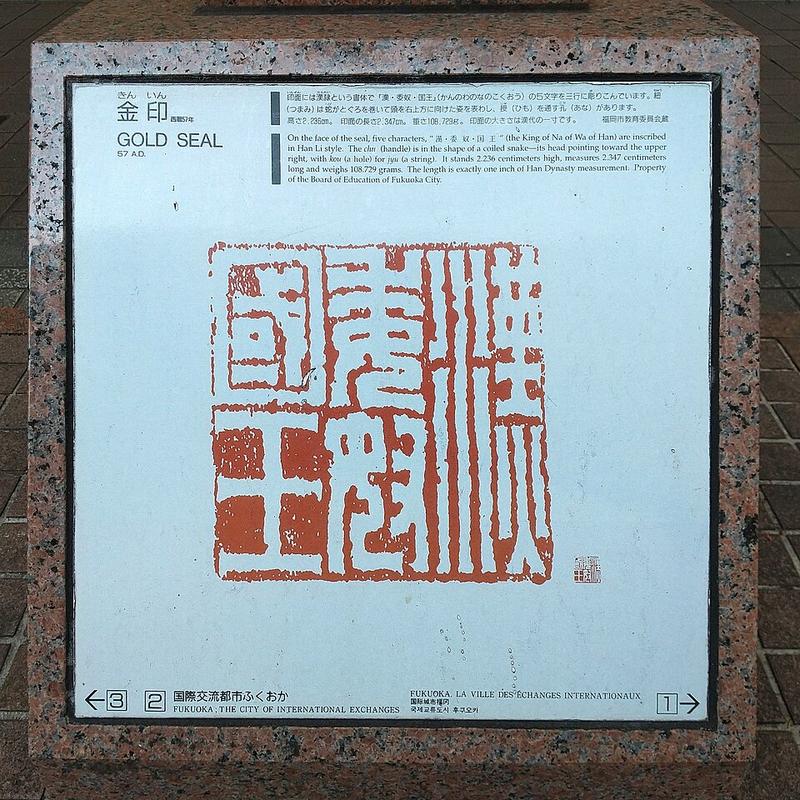 きん いん
金 印 西暦57年
GOLD SEAL
57 A.D.
印面には漢隷という書体で「漢・委奴・国王」(かんのわのなのこくおう)の5文字を三行に彫りこんでいます。鈕
(つまみ)は蛇がとぐろを巻いて頭を右上方に向けた姿を表わし、授(ひも)を通す孔(あな)があります。
高さ2.236cm。印面の長さ2.347cm。重さ108.729g。印面の大きさは漢代の一寸です。 福岡市教育委員会蔵
On the face of the seal, five characters, "漢・委奴・国 王" (the King of Na of Wa of Han) are inscribed
in Han Li style. The chu (handle) is in the shape of a coiled snake—its head pointing toward the upper
right, with kou (a hole) for jyu (a string). It stands 2.236 centimeters high, measures 2.347 centimeters
long and weighs 108.729 grams. The length is exactly one inch of Han Dynasty measurement. Property
of the Board of Education of Fukuoka City.
漢委奴國王
←3 2 国際交流都市ふくおか
FUKUOKA; THE CITY OF INTERNATIONAL EXCHANGES
FUKUOKA, LA VILLE DES ÉCHANGES INTERNATIONAUX
国际城市福冈
국제교류도시 후쿠오카
1→